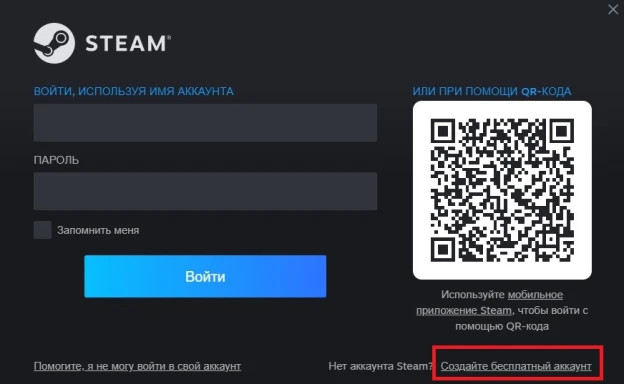 STEAM®
ВОЙТИ, ИСПОЛЬЗУЯ ИМЯ АККАУНТА
ПАРОЛЬ
Запомнить меня
Войти
ИЛИ ПРИ ПОМОЩИ QR-КОДА
Используйте мобильное
приложение Steam, чтобы войти с
помощью QR-кода
Помогите, я не могу войти в свой аккаунт
Нет аккаунта Steam? Создайте бесплатный аккаунт